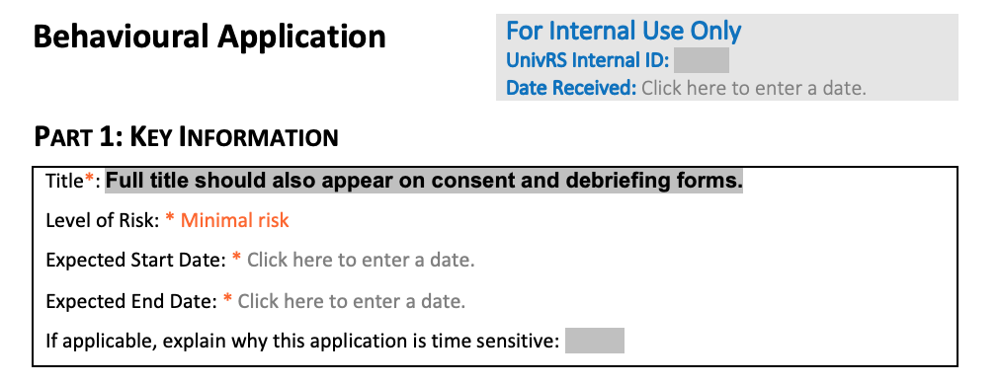 Behavioural Application
For Internal Use Only
UnivRS Internal ID:
Date Received: Click here to enter a date.
PART 1: KEY INFORMATION
Title*: Full title should also appear on consent and debriefing forms.
Level of Risk: * Minimal risk
Expected Start Date: * Click here to enter a date.
Expected End Date: * Click here to enter a date.
If applicable, explain why this application is time sensitive: